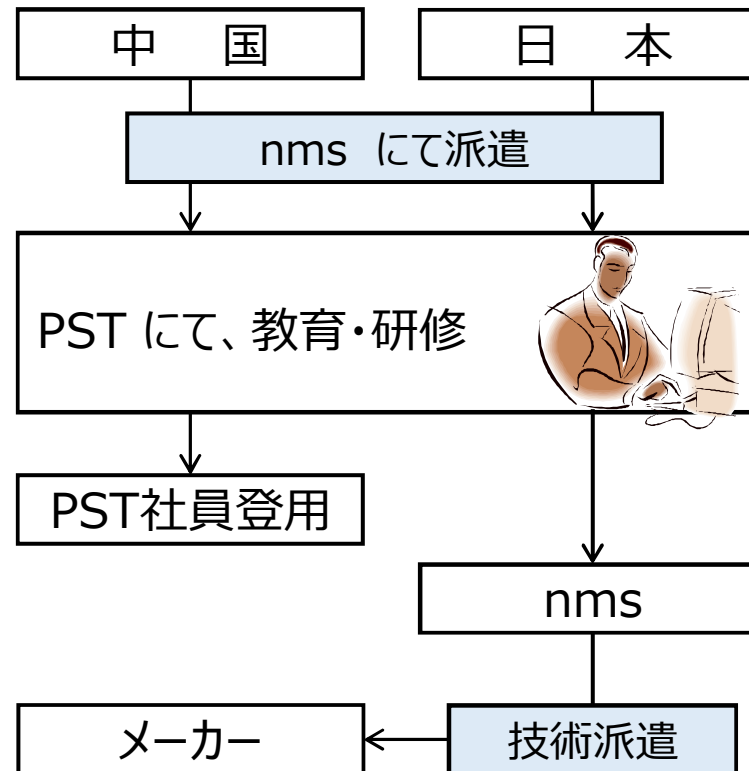 中 国
日 本
nms にて派遣
PST にて、教育・研修
PST社員登用
nms
メーカー
技術派遣